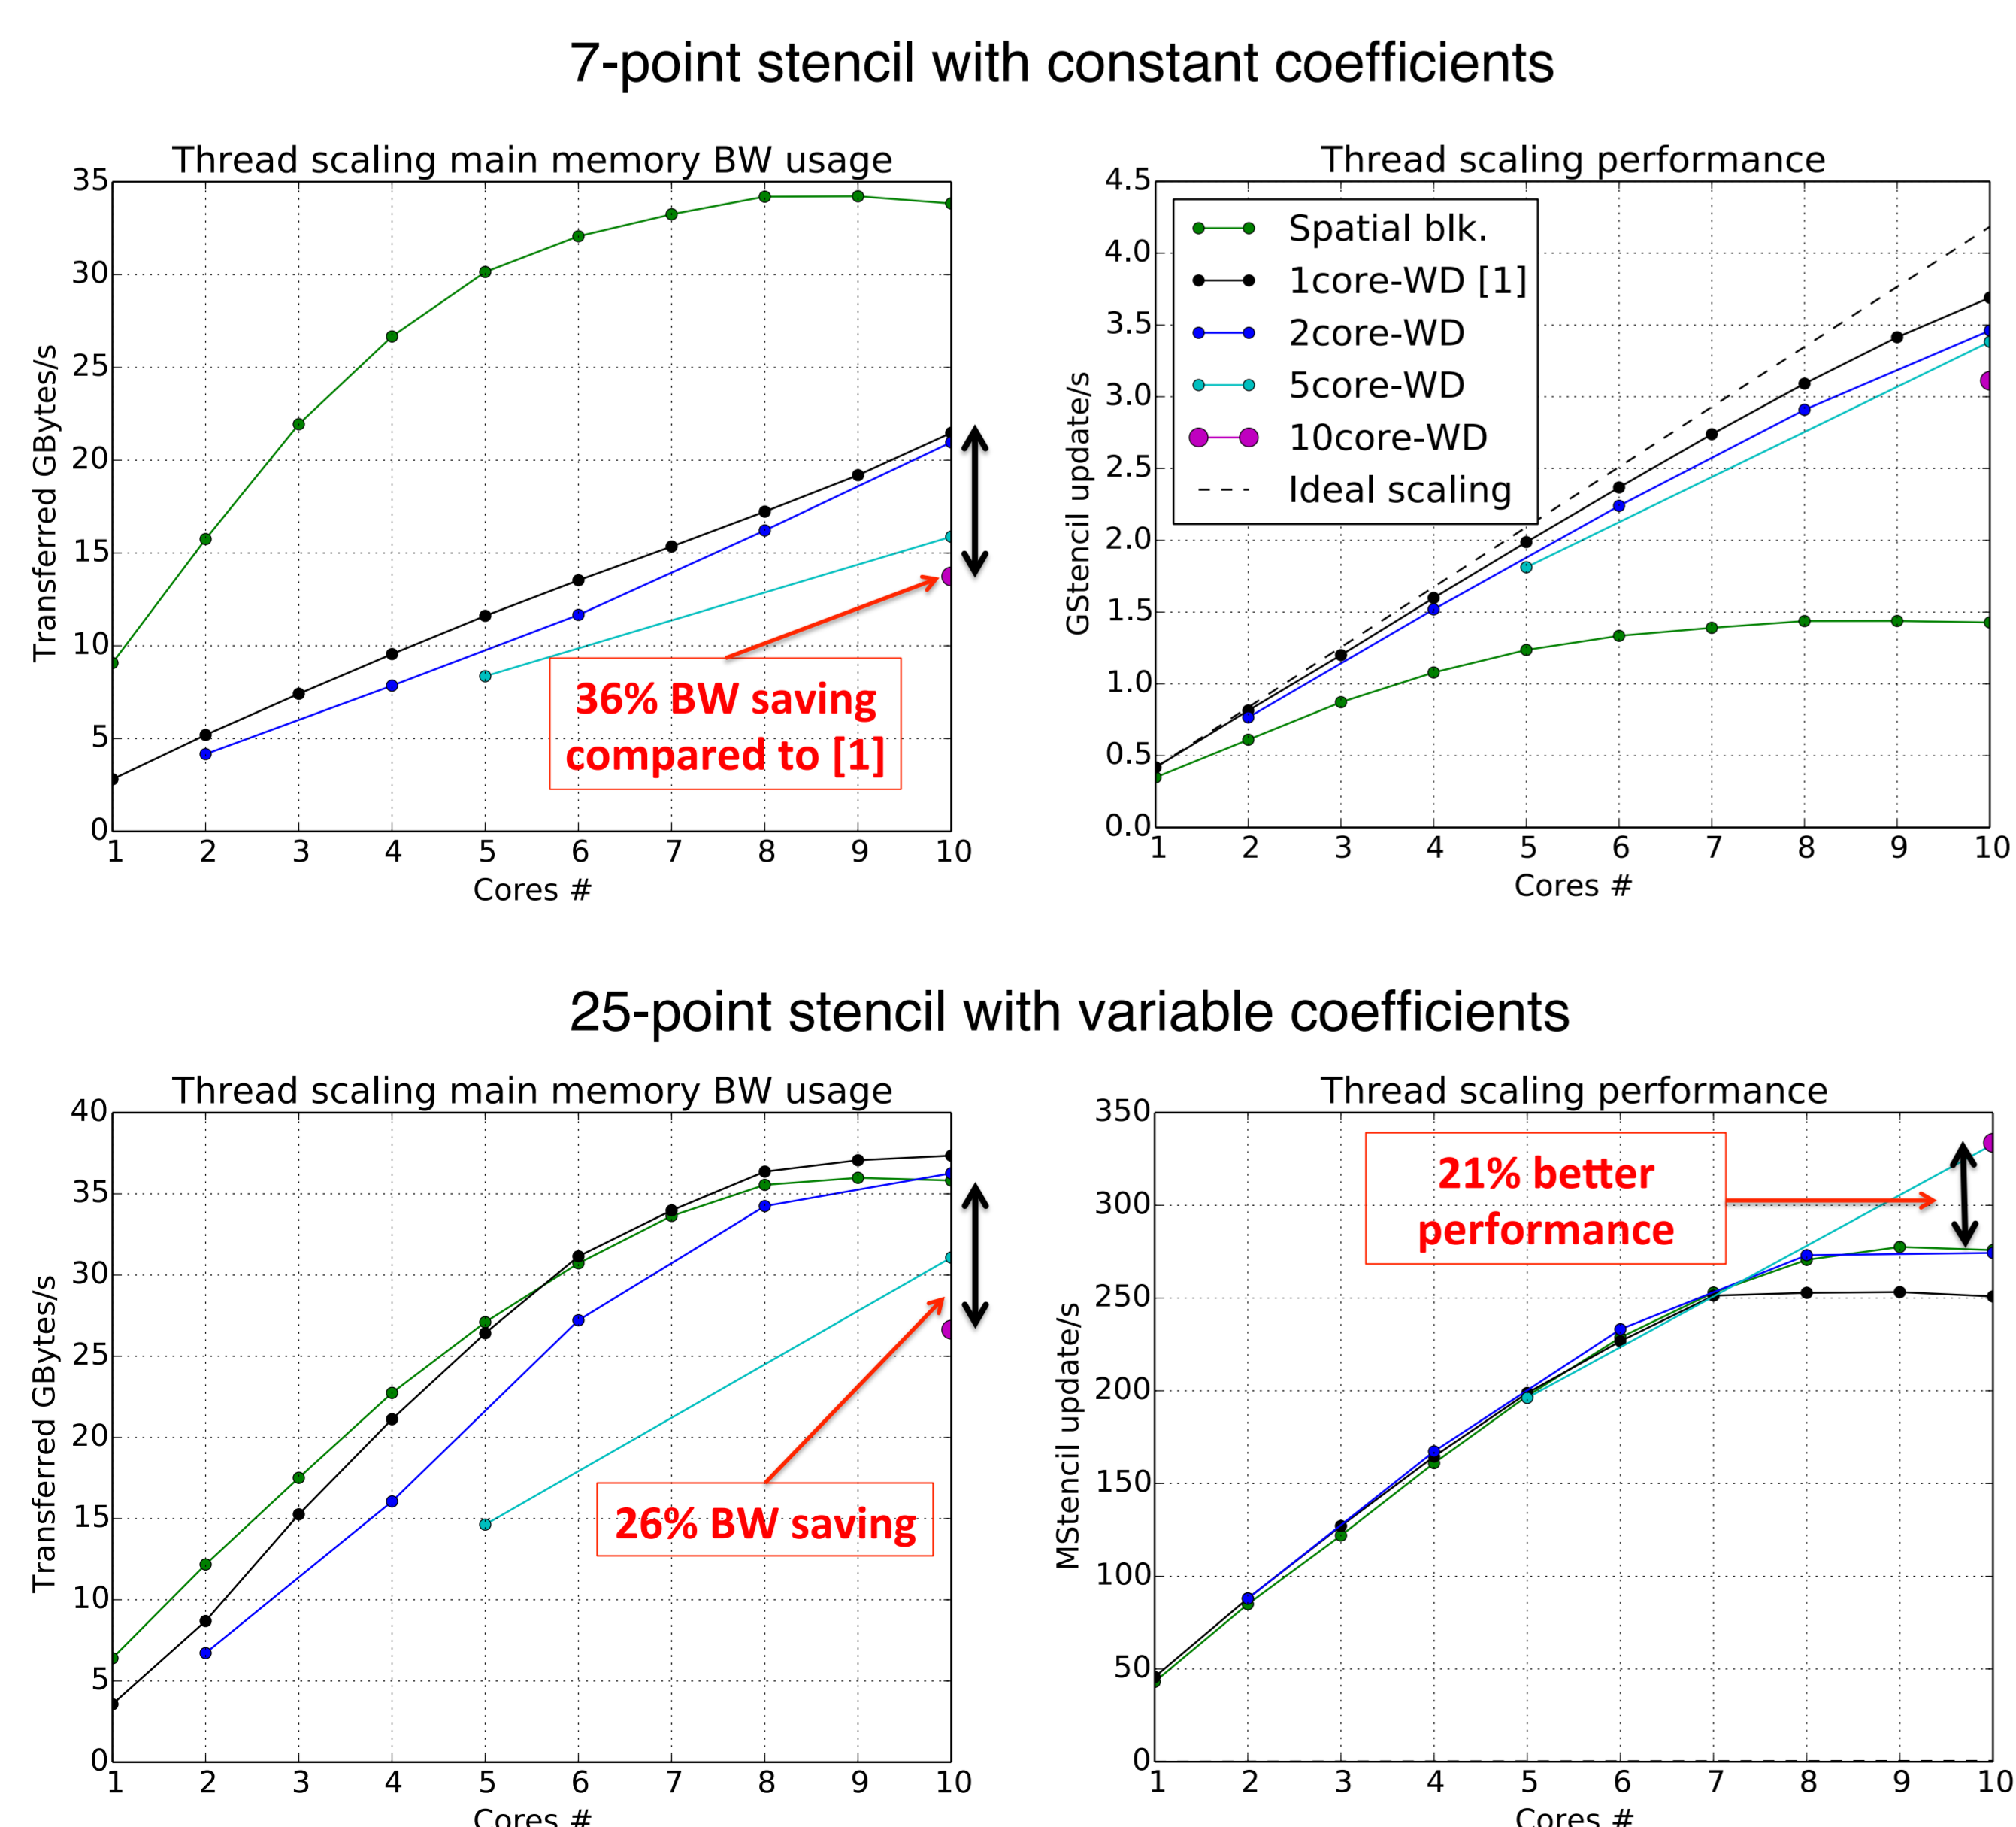 7-point stencil with constant coefficients
Thread scaling main memory BW usage
35
30
25
20
15
10
5
0
Transferred GBytes/s
36% BW saving
compared to [1]
1 2 3 4 5 6 7 8 9 10
Cores #
Thread scaling performance
4.5
4.0
3.5
3.0
2.5
2.0
1.5
1.0
0.5
0.0
GStencil update/s
Spatial blk.
1core-WD [1]
2core-WD
5core-WD
10core-WD
Ideal scaling
1 2 3 4 5 6 7 8 9 10
Cores #
25-point stencil with variable coefficients
Thread scaling main memory BW usage
40
35
30
25
20
15
10
5
0
Transferred GBytes/s
26% BW saving
1 2 3 4 5 6 7 8 9 10
Cores #
Thread scaling performance
350
300
250
200
150
100
50
0
MStencil update/s
21% better
performance
1 2 3 4 5 6 7 8 9 10
Cores #